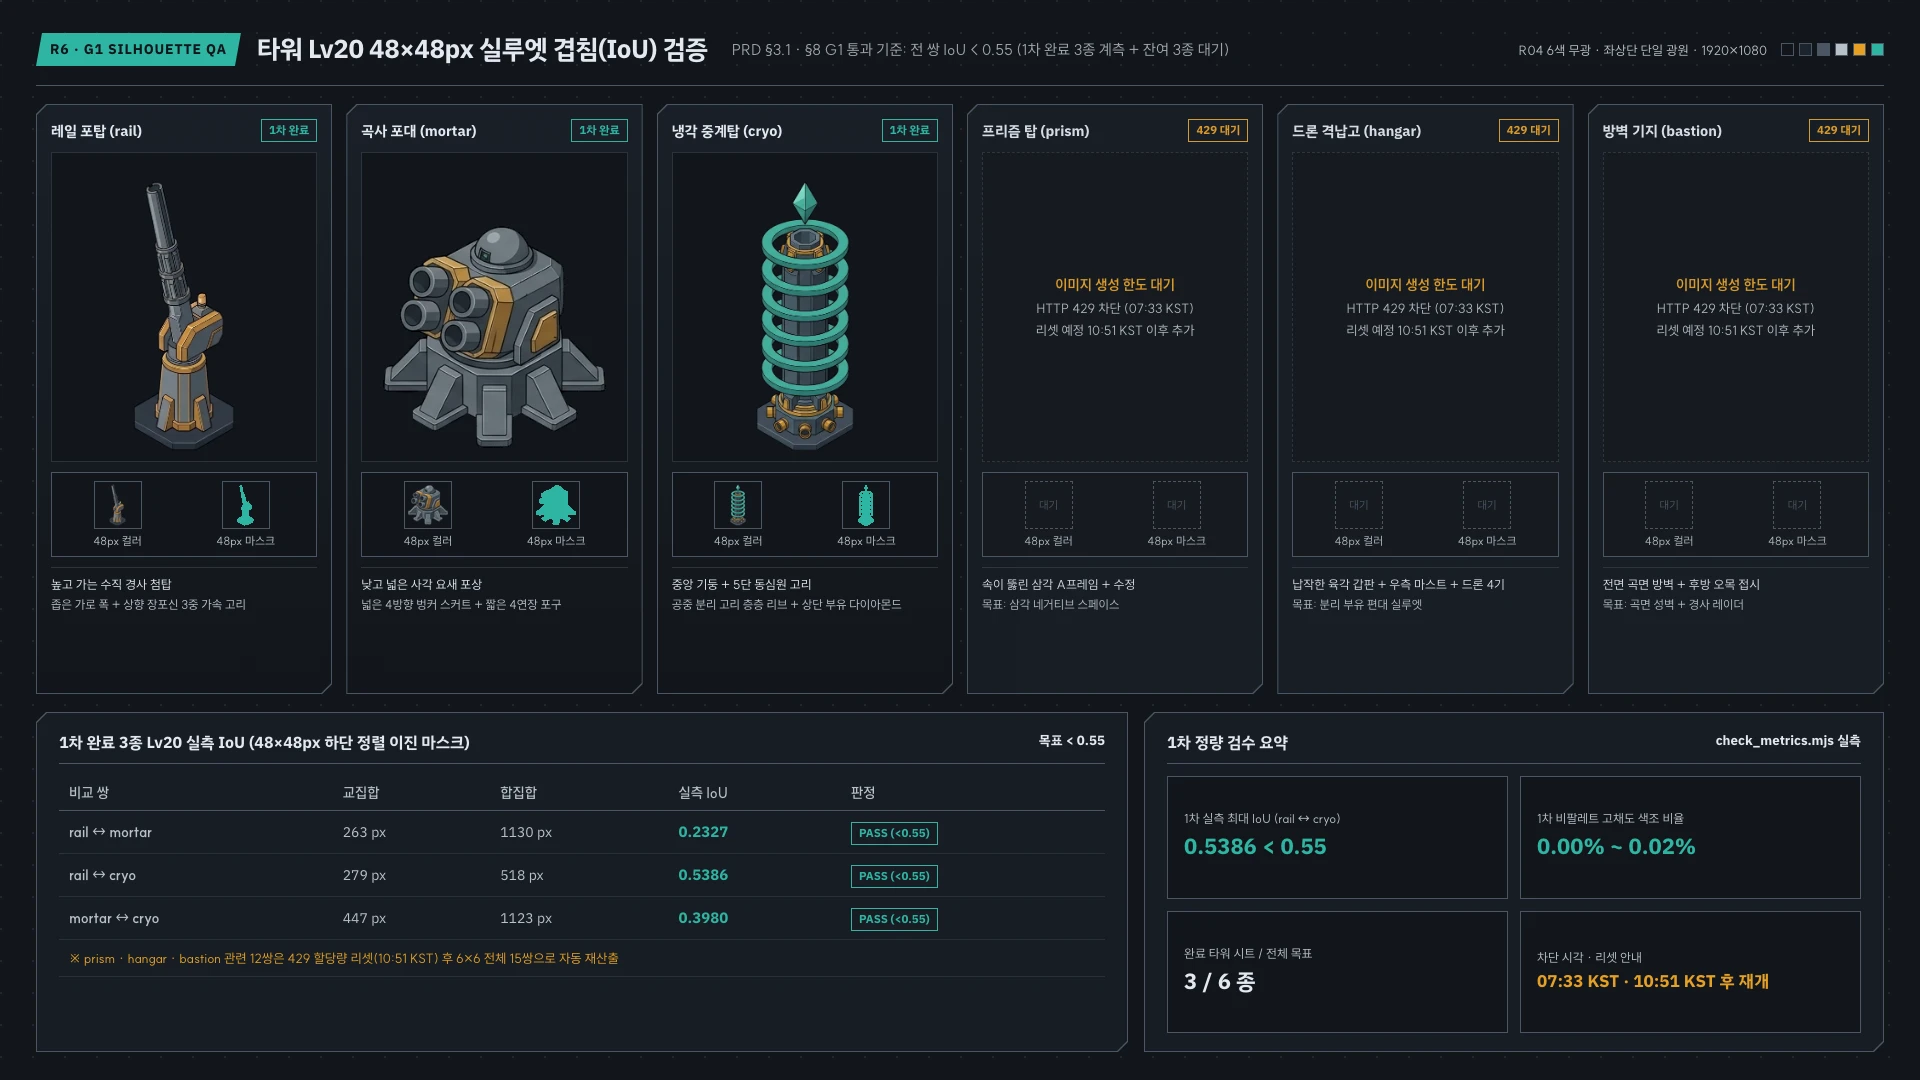 R6 · G1 SILHOUETTE QA
타워 Lv20 48×48px 실루엣 겹침(IoU) 검증
PRD §3.1 · §8 G1 통과 기준: 전 쌍 IoU < 0.55 (1차 완료 3종 계측 + 잔여 3종 대기)
R04 6색 무광 · 좌상단 단일 광원 · 1920×1080
레일 포탑 (rail)
1차 완료
48px 컬러
48px 마스크
높고 가는 수직 경사 첨탑
좁은 가로 폭 + 상향 장포신 3중 가속 고리
곡사 포대 (mortar)
1차 완료
48px 컬러
48px 마스크
낮고 넓은 사각 요새 포상
넓은 4방향 벙커 스커트 + 짧은 4연장 포구
냉각 중계탑 (cryo)
1차 완료
48px 컬러
48px 마스크
중앙 기둥 + 5단 동심원 고리
공중 분리 고리 층층 리브 + 상단 부유 다이아몬드
프리즘 탑 (prism)
429 대기
이미지 생성 한도 대기
HTTP 429 차단 (07:33 KST)
리셋 예정 10:51 KST 이후 추가
대기
대기
48px 컬러
48px 마스크
속이 뚫린 삼각 A프레임 + 수정
목표: 삼각 네거티브 스페이스
드론 격납고 (hangar)
429 대기
이미지 생성 한도 대기
HTTP 429 차단 (07:33 KST)
리셋 예정 10:51 KST 이후 추가
대기
대기
48px 컬러
48px 마스크
납작한 육각 갑판 + 우측 마스트 + 드론 4기
목표: 분리 부유 편대 실루엣
방벽 기지 (bastion)
429 대기
이미지 생성 한도 대기
HTTP 429 차단 (07:33 KST)
리셋 예정 10:51 KST 이후 추가
대기
대기
48px 컬러
48px 마스크
전면 곡면 방벽 + 후방 오목 접시
목표: 곡면 성벽 + 경사 레이더
1차 완료 3종 Lv20 실측 IoU (48×48px 하단 정렬 이진 마스크)
목표 < 0.55
비교 쌍 교집합 합집합 실측 IoU 판정
rail ↔ mortar 263 px 1130 px 0.2327 PASS (<0.55)
rail ↔ cryo 279 px 518 px 0.5386 PASS (<0.55)
mortar ↔ cryo 447 px 1123 px 0.3980 PASS (<0.55)
※ prism · hangar · bastion 관련 12쌍은 429 할당량 리셋(10:51 KST) 후 6×6 전체 15쌍으로 자동 재산출
1차 정량 검수 요약
check_metrics.mjs 실측
1차 실측 최대 IoU (rail ↔ cryo)
0.5386 < 0.55
1차 비팔레트 고채도 색조 비율
0.00% ~ 0.02%
완료 타워 시트 / 전체 목표
3 / 6 종
차단 시각 · 리셋 안내
07:33 KST · 10:51 KST 후 재개